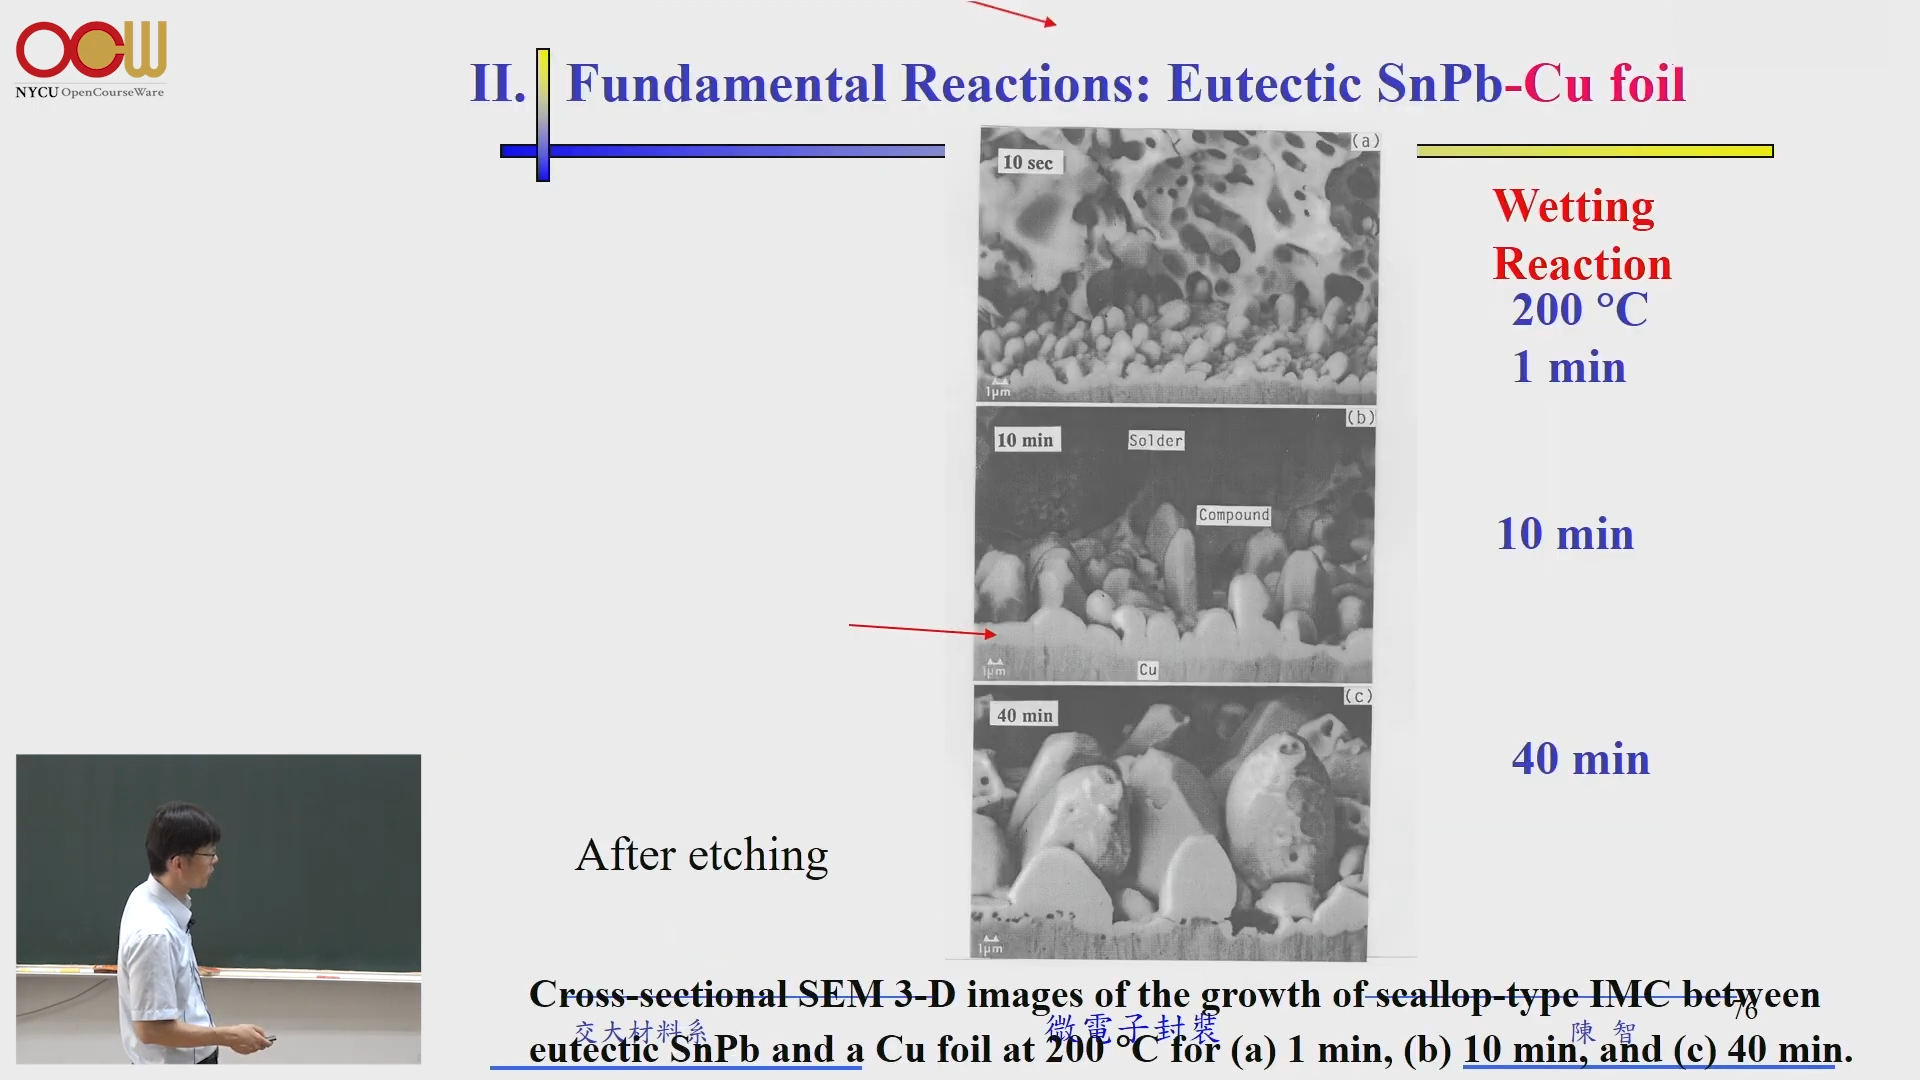 OCW
NYCU OpenCourseWare
II. Fundamental Reactions: Eutectic SnPb-Cu foil
(a)
10 sec
1μm
Wetting
Reaction
200 °C
1 min
(b)
10 min
Solder
Compound
Cu
1μm
10 min
(c)
40 min
1μm
40 min
After etching
Cross-sectional SEM 3-D images of the growth of scallop-type IMC between
eutectic SnPb and a Cu foil at 200 °C for (a) 1 min, (b) 10 min, and (c) 40 min.
交大材料系
微電子封裝
陳 智
76